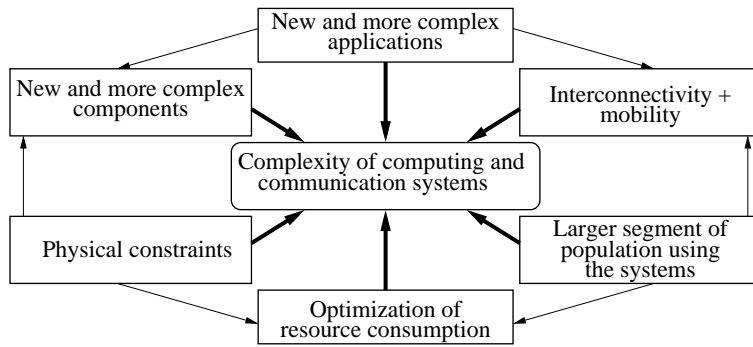 New and more complex
applications
New and more complex
components
Interconnectivity +
mobility
Complexity of computing and
communication systems
Physical constraints
Larger segment of
population using
the systems
Optimization of
resource consumption